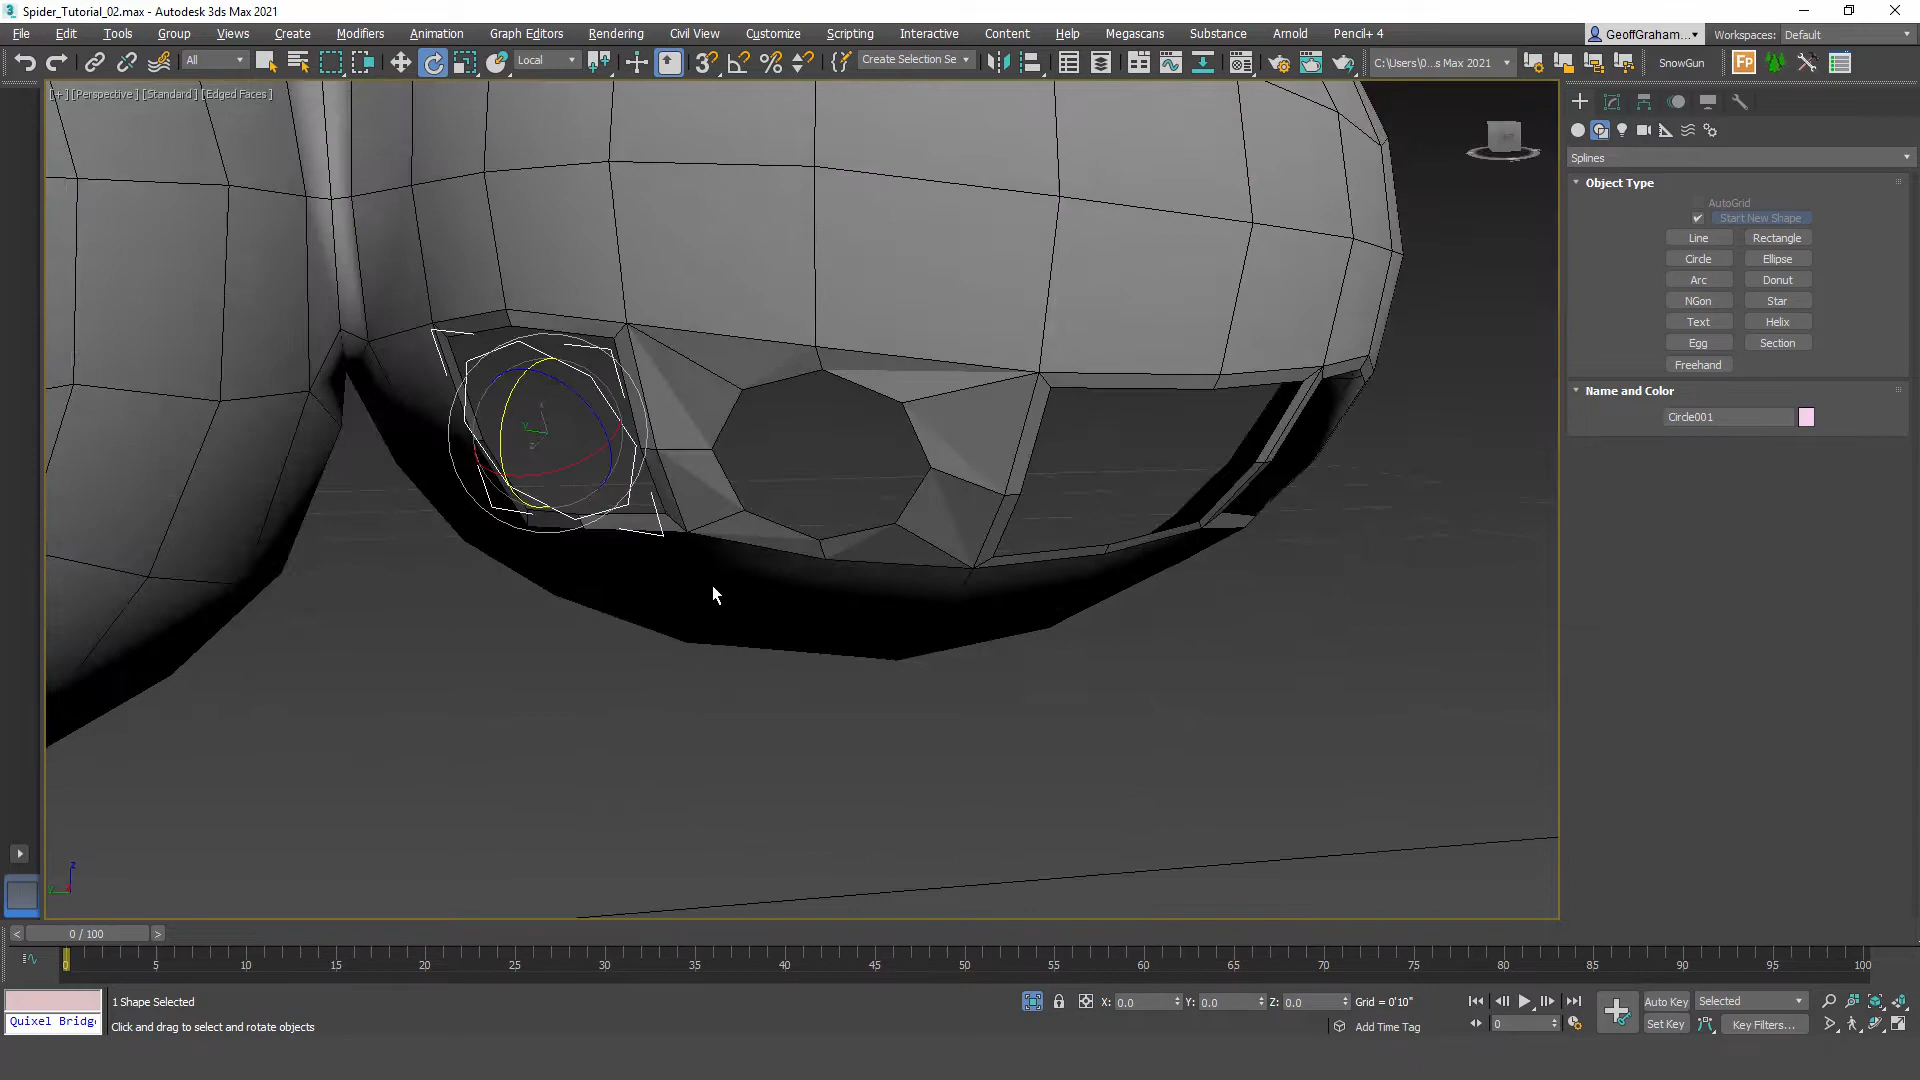 Spider_Tutorial_02.max - Autodesk 3ds Max 2021
File Edit Tools Group Views Create Modifiers Animation Graph Editors Rendering Civil View Customize Scripting Interactive Content Help Megascans Substance Arnold Pencil+ 4 GeoffGraham... Workspaces: Default
All Local Create Selection Se C:\Users\0...s Max 2021 SnowGun Fp
[+] [Perspective] [Standard] [Edged Faces]
Splines
Object Type
AutoGrid
Start New Shape
Line Rectangle
Circle Ellipse
Arc Donut
NGon Star
Text Helix
Egg Section
Freehand
Name and Color
Circle001
0 / 100
0 5 10 15 20 25 30 35 40 45 50 55 60 65 70 75 80 85 90 95 100
1 Shape Selected X: 0.0 Y: 0.0 Z: 0.0 Grid = 0'10" Auto Key Selected
Quixel Bridg Click and drag to select and rotate objects Add Time Tag 0 Set Key Key Filters...